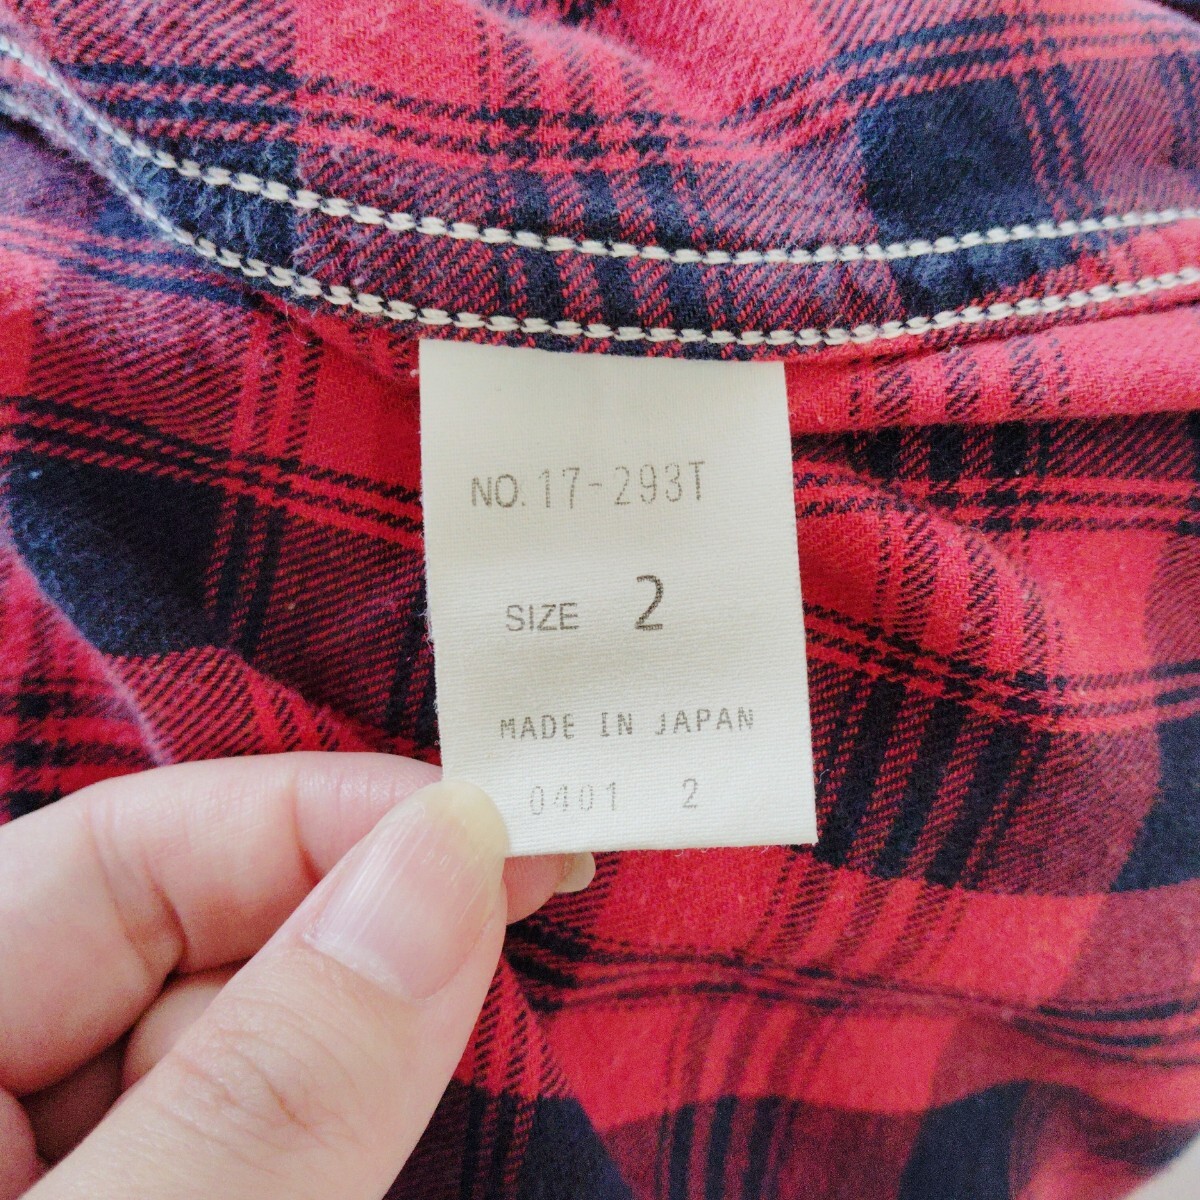 NO. 17-293T
SIZE 2
MADE IN JAPAN
0401 2